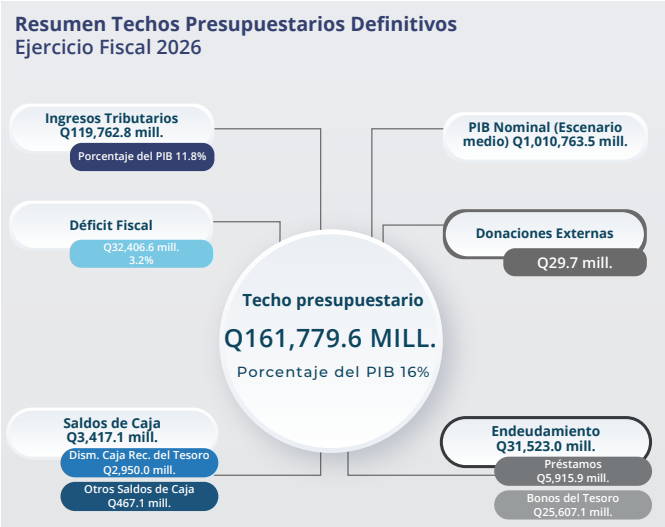 Resumen Techos Presupuestarios Definitivos
Ejercicio Fiscal 2026
Ingresos Tributarios
Q119,762.8 mill.
Porcentaje del PIB 11.8%
PIB Nominal (Escenario
medio) Q1,010,763.5 mill.
Déficit Fiscal
Q32,406.6 mill.
3.2%
Donaciones Externas
Q29.7 mill.
Techo presupuestario
Q161,779.6 MILL.
Porcentaje del PIB 16%
Saldos de Caja
Q3,417.1 mill.
Dism. Caja Rec. del Tesoro
Q2,950.0 mill.
Otros Saldos de Caja
Q467.1 mill.
Endeudamiento
Q31,523.0 mill.
Préstamos
Q5,915.9 mill.
Bonos del Tesoro
Q25,607.1 mill.